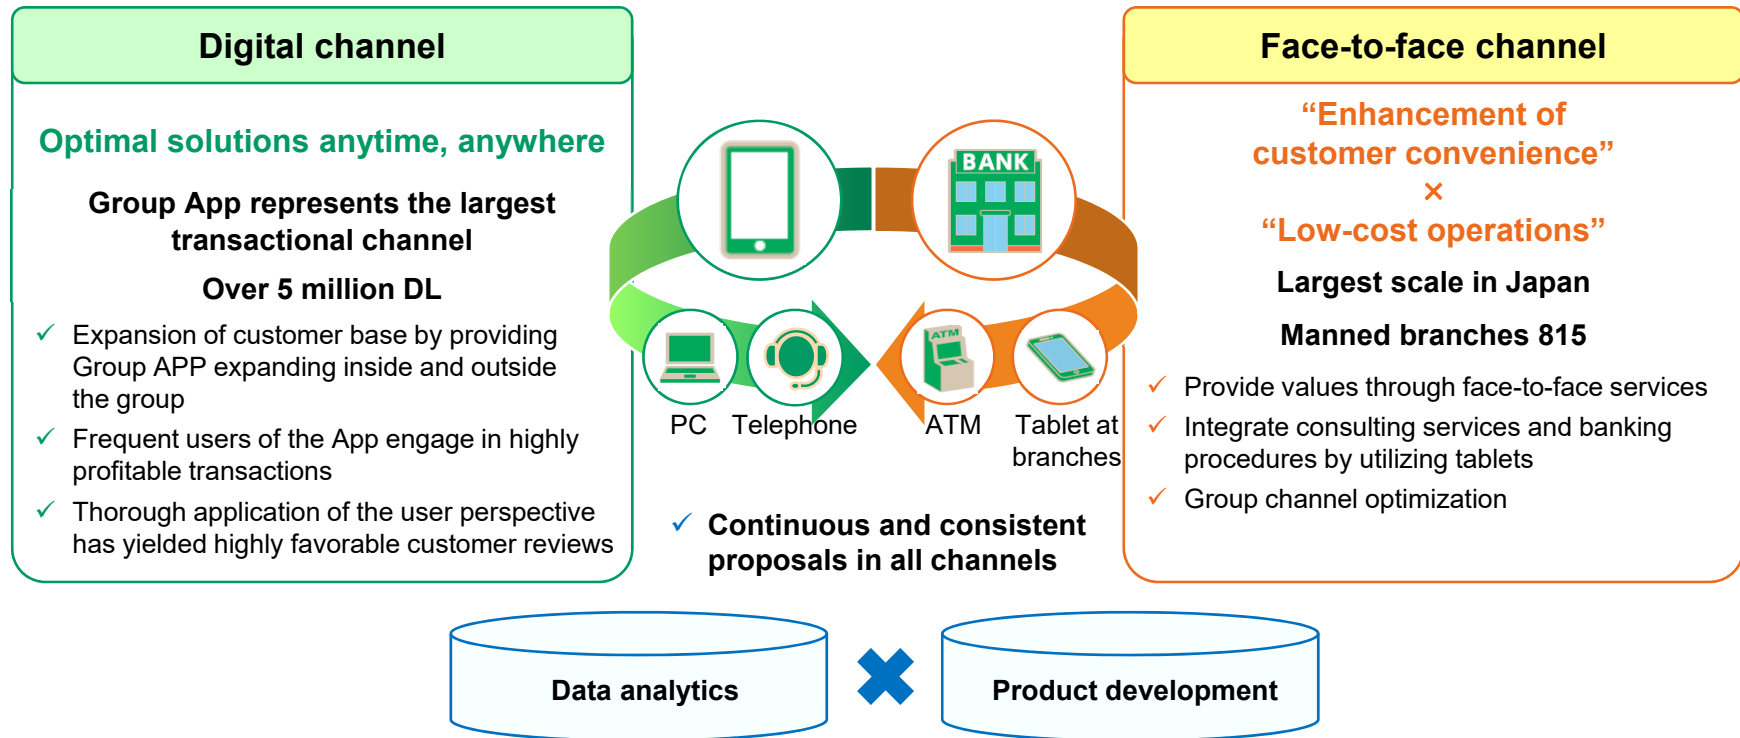 Digital channel
Optimal solutions anytime, anywhere
Group App represents the largest
transactional channel
Over 5 million DL
✓ Expansion of customer base by providing
Group APP expanding inside and outside
the group
✓ Frequent users of the App engage in highly
profitable transactions
✓ Thorough application of the user perspective
has yielded highly favorable customer reviews
BANK
ATM
PC
Telephone
ATM
Tablet at
branches
✓ Continuous and consistent
proposals in all channels
Face-to-face channel
“Enhancement of
customer convenience”
×
“Low-cost operations”
Largest scale in Japan
Manned branches 815
✓ Provide values through face-to-face services
✓ Integrate consulting services and banking
procedures by utilizing tablets
✓ Group channel optimization
Data analytics
✖
Product development